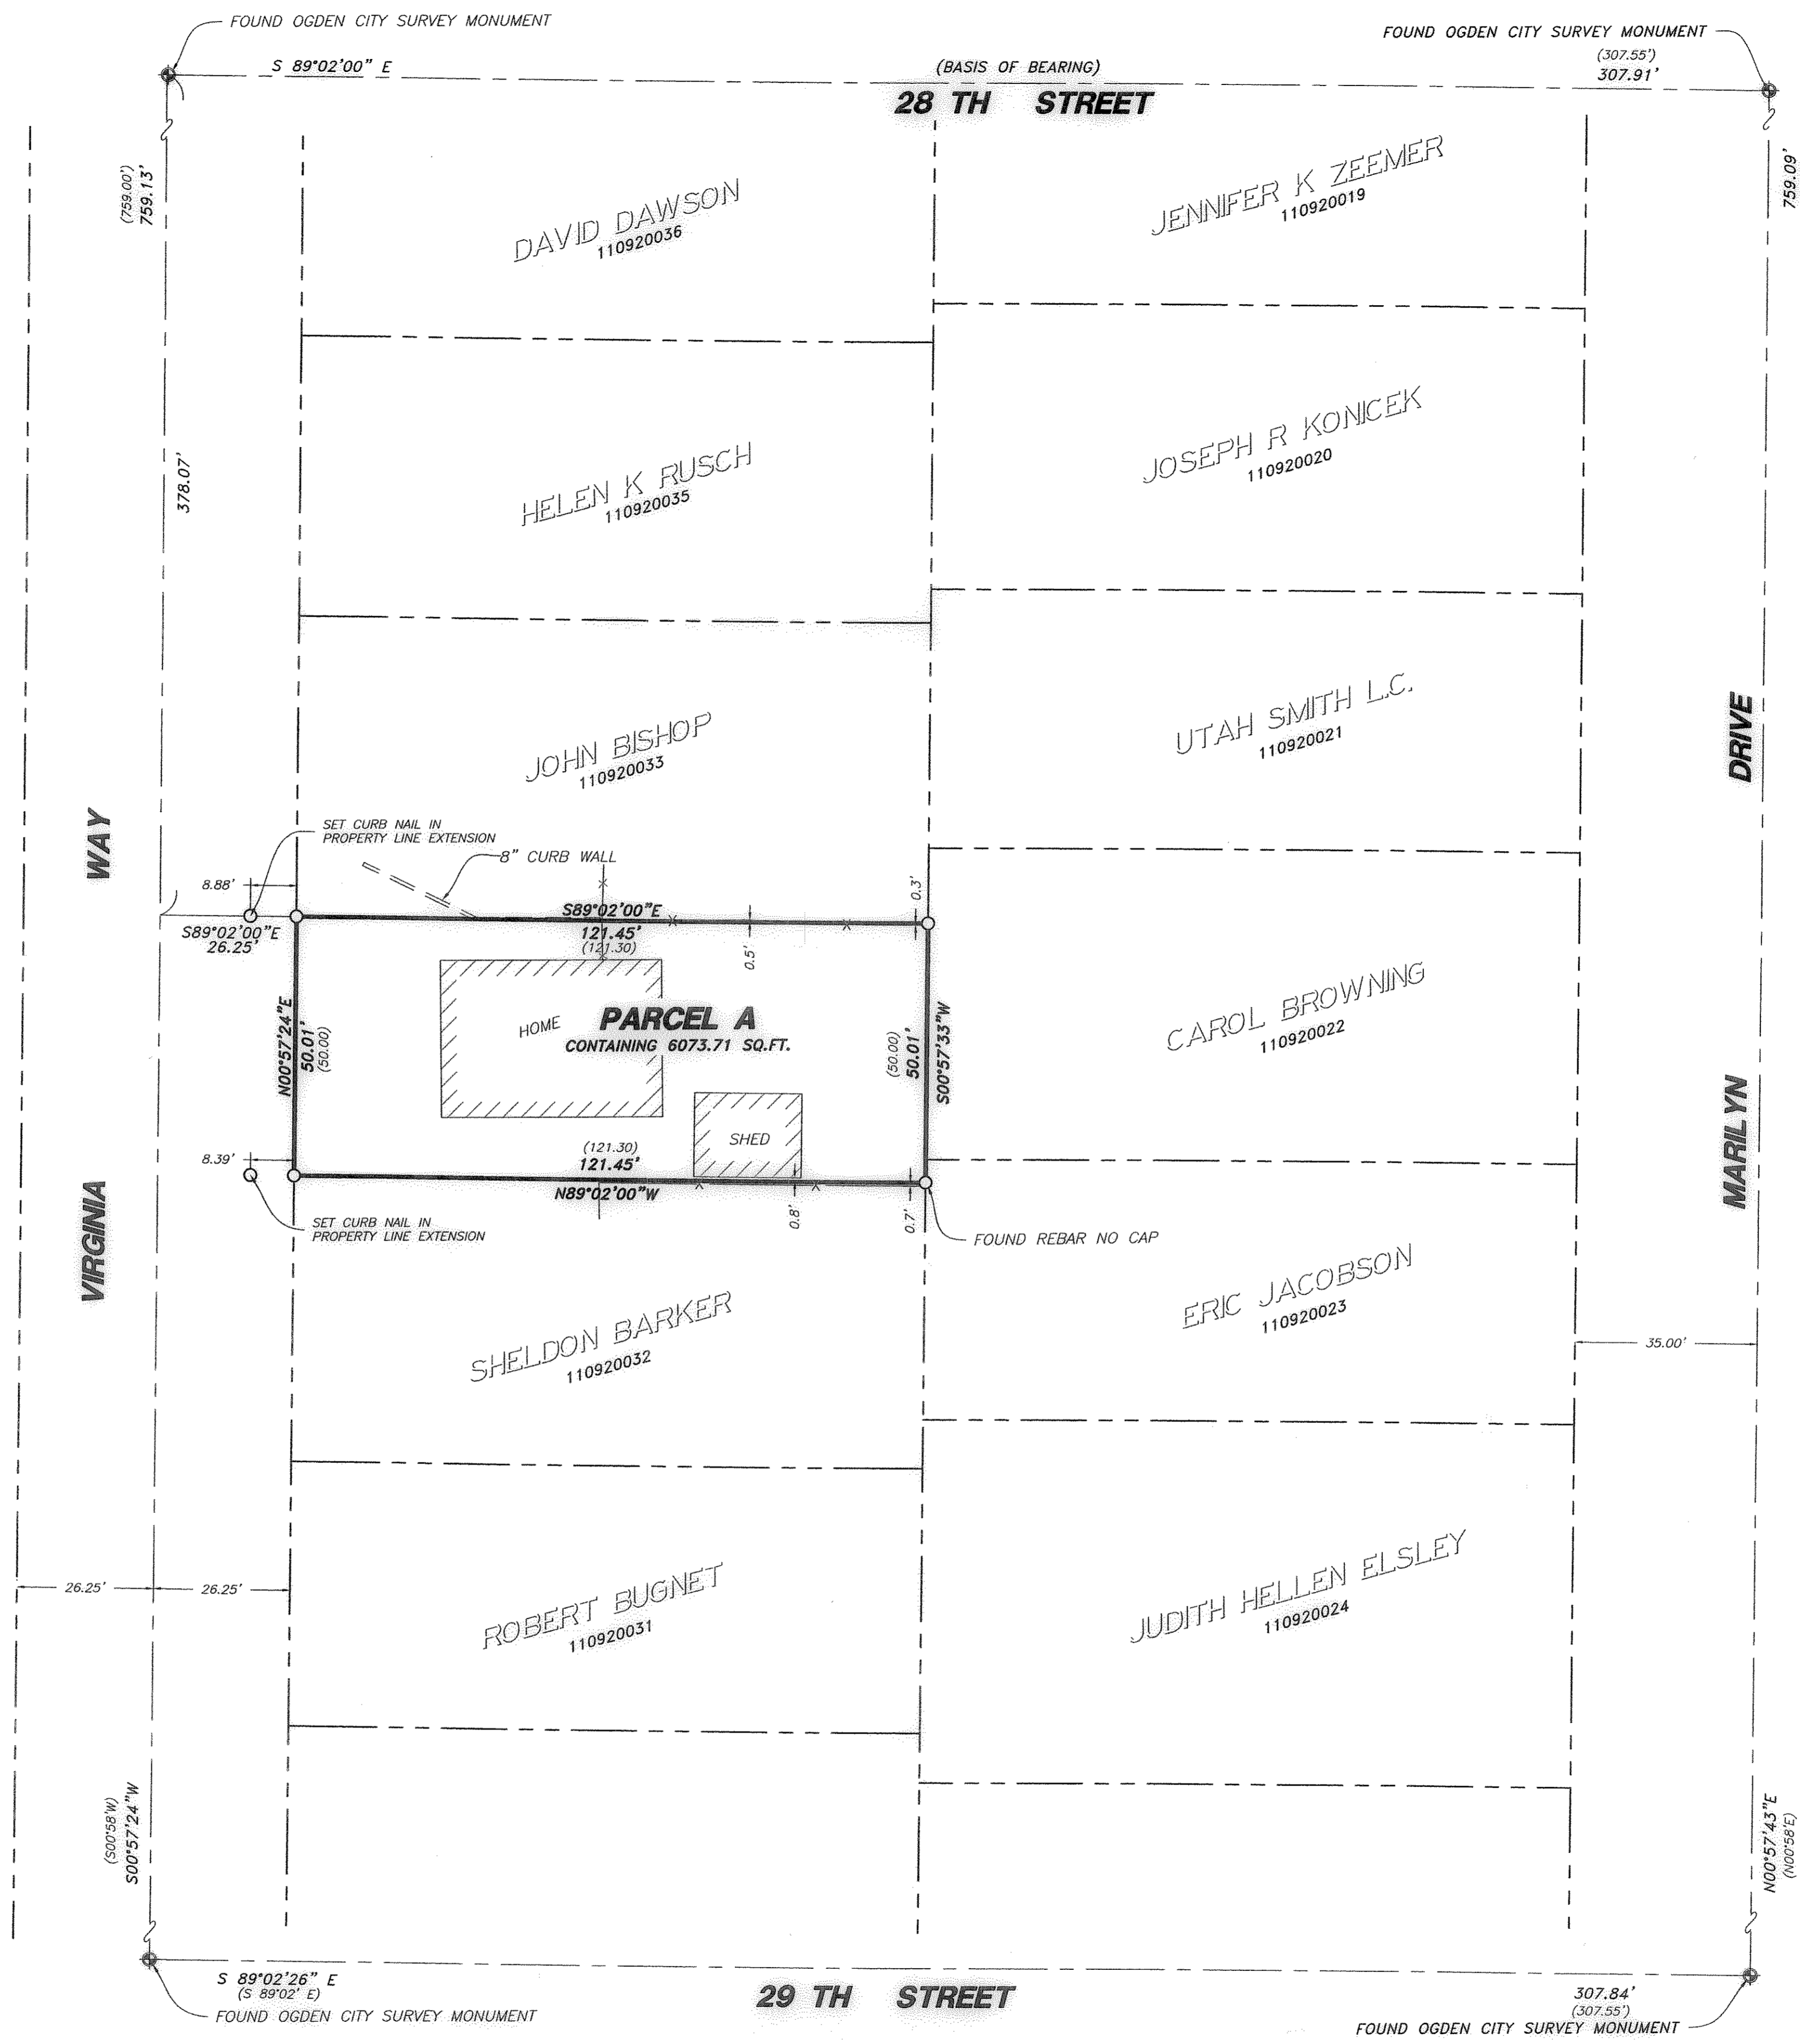 FOUND OGDEN CITY SURVEY MONUMENT
FOUND OGDEN CITY SURVEY MONUMENT
S 89°02'00" E
(BASIS OF BEARING)
(307.55')
307.91'
28 TH STREET
(759.00')
759.13'
759.09'
DAVID DAWSON
110920036
JENNIFER K ZEEMER
110920019
378.07'
HELEN K RUSCH
110920035
JOSEPH R KONICEK
110920020
JOHN BISHOP
110920033
UTAH SMITH L.C.
110920021
VIRGINIA WAY
MARILYN DRIVE
SET CURB NAIL IN
PROPERTY LINE EXTENSION
8" CURB WALL
8.88'
0.3'
S89°02'00"E
26.25'
S89°02'00"E
121.45'
(121.30)
0.5'
N00°57'24"E
50.01'
(50.00)
HOME
PARCEL A
CONTAINING 6073.71 SQ.FT.
(50.00)
50.01'
S00°57'33"W
CAROL BROWNING
110920022
SHED
8.39'
(121.30)
121.45'
N89°02'00"W
0.8'
0.7'
SET CURB NAIL IN
PROPERTY LINE EXTENSION
FOUND REBAR NO CAP
SHELDON BARKER
110920032
ERIC JACOBSON
110920023
35.00'
26.25'
26.25'
ROBERT BUGNET
110920031
JUDITH HELLEN ELSLEY
110920024
(S00°58'W)
S00°57'24"W
N00°57'43"E
(N00°58'E)
S 89°02'26" E
(S 89°02' E)
29 TH STREET
307.84'
(307.55')
FOUND OGDEN CITY SURVEY MONUMENT
FOUND OGDEN CITY SURVEY MONUMENT